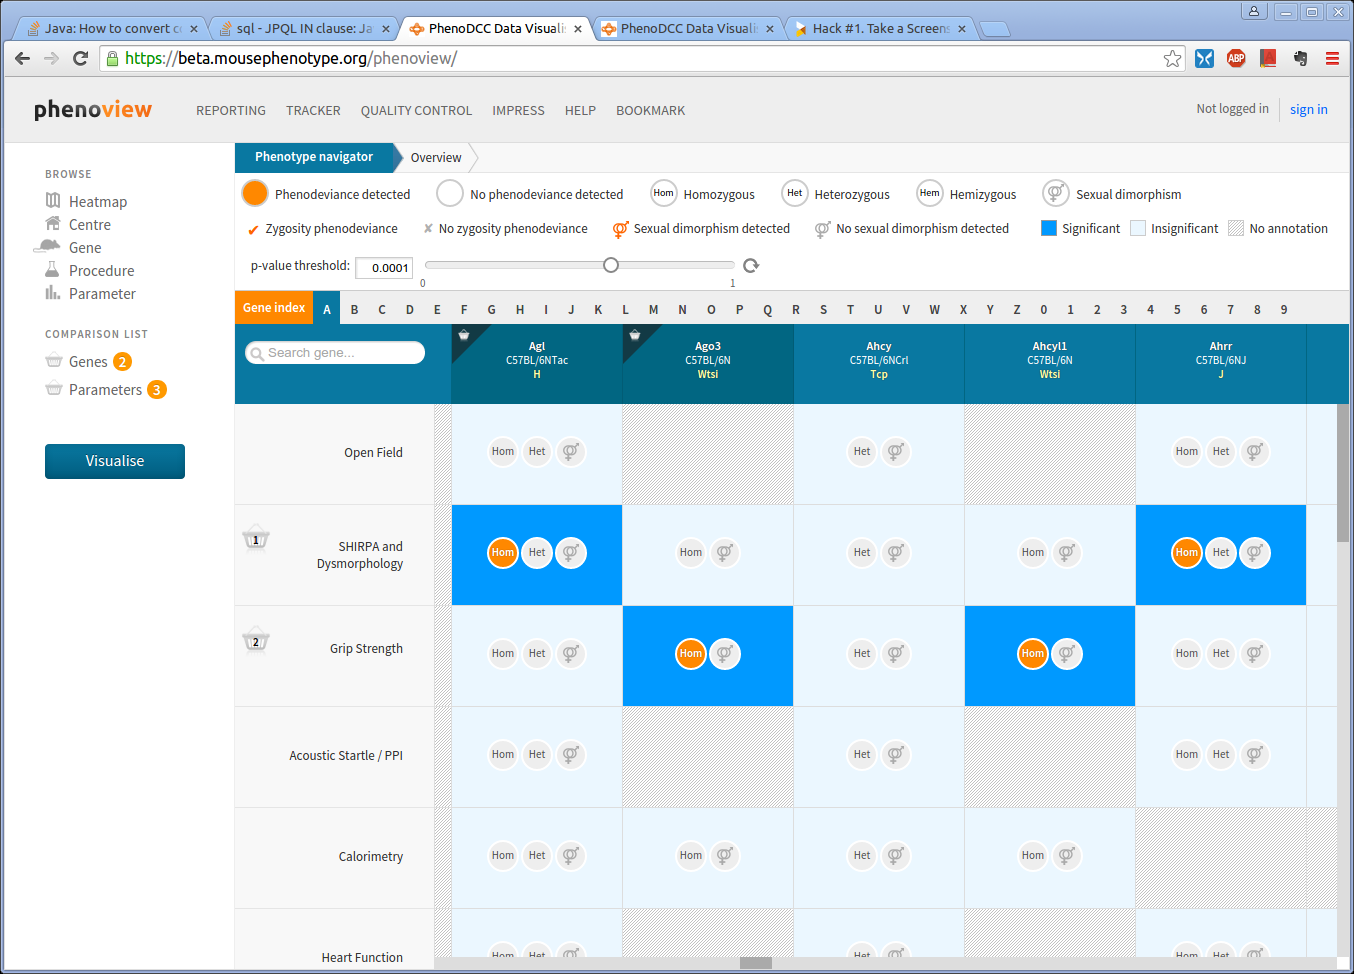 Java: How to convert c
sql - JPQL IN clause: Ja
PhenoDCC Data Visuali
PhenoDCC Data Visuali
Hack #1. Take a Screens
https://beta.mousephenotype.org/phenoview/
ABP
phenoview
REPORTING TRACKER QUALITY CONTROL IMPRESS HELP BOOKMARK
Not logged in sign in
BROWSE
Heatmap
Centre
Gene
Procedure
Parameter
COMPARISON LIST
Genes 2
Parameters 3
Visualise
Phenotype navigator Overview
Phenodeviance detected No phenodeviance detected Hom Homozygous Het Heterozygous Hem Hemizygous Sexual dimorphism
✔ Zygosity phenodeviance ✘ No zygosity phenodeviance Sexual dimorphism detected No sexual dimorphism detected Significant Insignificant No annotation
p-value threshold: 0.0001
0 1
Gene index A B C D E F G H I J K L M N O P Q R S T U V W X Y Z 0 1 2 3 4 5 6 7 8 9
Search gene...
Agl
C57BL/6NTac
H
Ago3
C57BL/6N
Wtsi
Ahcy
C57BL/6NCrl
Tcp
Ahcyl1
C57BL/6N
Wtsi
Ahrr
C57BL/6NJ
J
Open Field
Hom Het Het Hom Het
1
SHIRPA and
Dysmorphology
Hom Het Hom Het Hom Hom Het
2
Grip Strength
Hom Het Hom Het Hom Hom Het
Acoustic Startle / PPI
Hom Het Het Hom Het
Calorimetry
Hom Het Hom Het Hom
Heart Function
Hom Het Het Hom Het